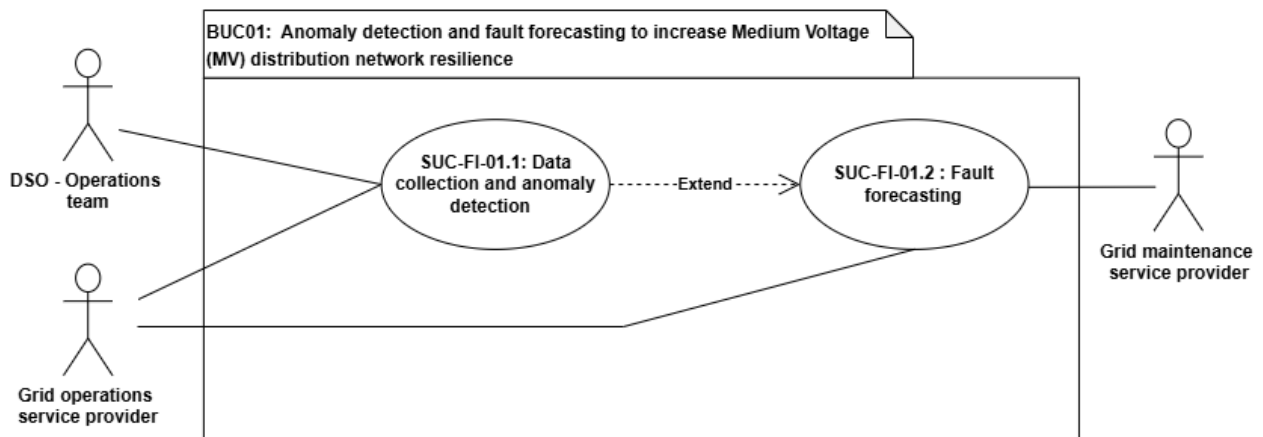 BUC01:  Anomaly detection and fault forecasting to increase Medium Voltage
(MV) distribution network resilience
DSO - Operations
team
SUC-FI-01.1: Data
collection and anomaly
detection
Extend
SUC-FI-01.2 : Fault
forecasting
Grid maintenance
service provider
Grid operations
service provider